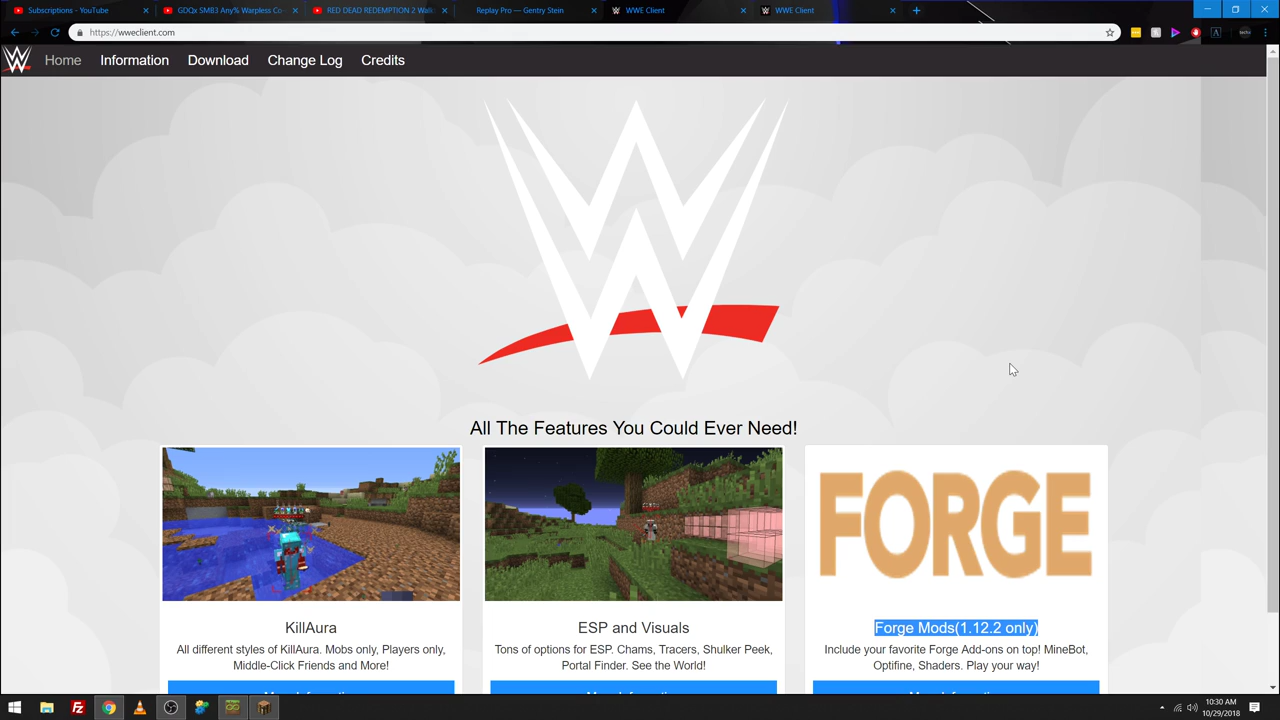 Subscriptions - YouTube
GDQx SMB3 Any% Warpless Co-
RED DEAD REDEMPTION 2 Walk
Replay Pro — Gentry Stein
WWE Client
WWE Client
https://wweclient.com
Home
Information
Download
Change Log
Credits
All The Features You Could Ever Need!
FORGE
KillAura
ESP and Visuals
Forge Mods(1.12.2 only)
All different styles of KillAura. Mobs only, Players only,
Middle-Click Friends and More!
Tons of options for ESP. Chams, Tracers, Shulker Peek,
Portal Finder. See the World!
Include your favorite Forge Add-ons on top! MineBot,
Optifine, Shaders. Play your way!
10:30 AM
10/29/2018